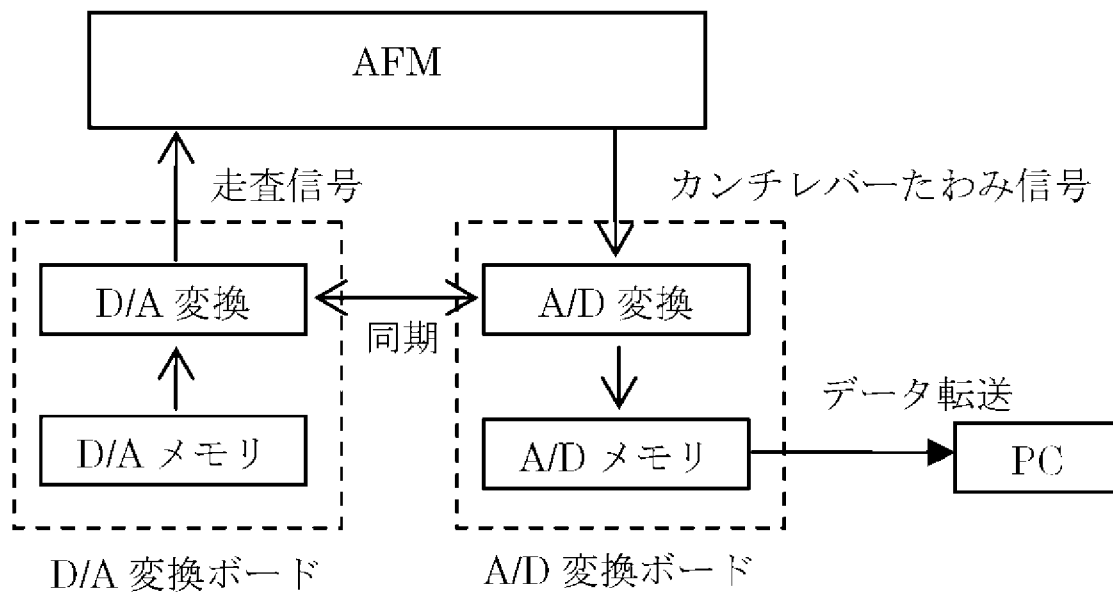 AFM
走査信号
カンチレバーたわみ信号
D/A 変換
同期
A/D 変換
D/A メモリ
A/D メモリ
データ転送
PC
D/A 変換ボード
A/D 変換ボード